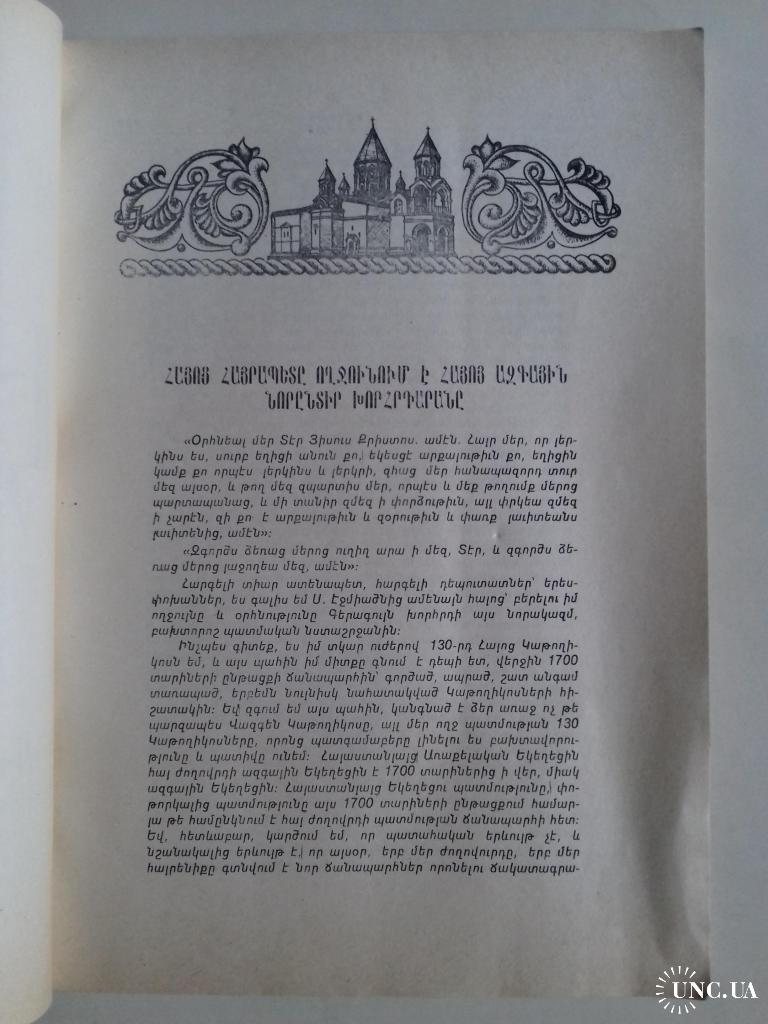 ՀԱՅՈՑ ՀԱՅՐԱՊԵՏԸ ՈՂՋՈՒՆՈՒՄ Է ՀԱՅՈՑ ԱԶԳԱՅԻՆ
ՆՈՐԸՆՏԻՐ ԽՈՐՀՐԴԱՐԱՆԸ
«Օրհնեալ մեր Տէր Յիսուս Քրիստոս. ամէն. Հայր մեր, որ յեր-
կինս ես, սուրբ եղիցի անուն քո, եկեսցէ արքայութիւն քո, եղիցին
կամք քո որպէս յերկինս և յերկրի, զհաց մեր հանապազորդ տուր
մեզ այսօր, և թող մեզ զպարտիս մեր, որպէս և մեք թողումք մերոց
պարտապանաց, և մի տանիր զմեզ ի փորձութիւն, այլ փրկեա զմեզ
ի չարէն, զի քո է արքայութիւն և զօրութիւն և փառք յաւիտեանս
յաւիտենից, ամէն»։
«Զգործս ձեռաց մերոց ուղիղ արա ի մեզ, Տէր, և զգործս ձե-
ռաց մերոց յաջողեա մեզ, ամէն»։
Հարգելի տիար ատենապետ, հարգելի դեպուտատներ՝ երես-
փոխաններ, ես գալիս եմ Ս. Էջմիածնից ամենայն հայոց՝ բերելու իմ
ողջույնը և օրհնությունը Գերագույն խորհրդի այս նորակազմ,
բախտորոշ պատմական նստաշրջանին։
Ինչպես գիտեք, ես իմ տկար ուժերով 130-րդ Հայոց Կաթողի-
կոսն եմ, և այս պահին իմ միտքը գնում է դեպի ետ, վերջին 1700
տարիների ընթացքի ճանապարհին՝ գործած, ապրած, շատ անգամ
տառապած, երբեմն նույնիսկ նահատակված Կաթողիկոսների հի-
շատակին։ Եվ զգում եմ այս պահին, կանգնած է ձեր առաջ ոչ թե
պարզապես Վազգեն Կաթողիկոսը, այլ մեր ողջ պատմության 130
Կաթողիկոսները, որոնց պատգամաբերը լինելու ես բախտավորու-
թյունը և պատիվը ունեմ։ Հայաստանյայց Առաքելական Եկեղեցին
հայ ժողովրդի ազգային Եկեղեցին է 1700 տարիներից ի վեր, միակ
ազգային Եկեղեցին։ Հայաստանյայց Եկեղեցու պատմությունը, փո-
թորկալից պատմությունը այս 1700 տարիների ընթացքում համար-
յա թե համընկնում է հայ ժողովրդի պատմության ճանապարհի հետ։
Եվ, հետևաբար, կարծում եմ, որ պատահական երևույթ չէ, և
նշանակալից երևույթ է, որ այսօր, երբ մեր ժողովուրդը, երբ մեր
հայրենիքը գտնվում է նոր ճանապարհներ որոնելու ճակատագրա-
UNC.UA